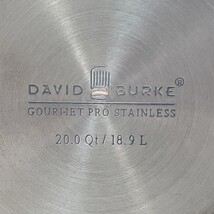 DAVID BURKE®
GOURMET PRO STAINLESS
20.0 Qt / 18.9 L